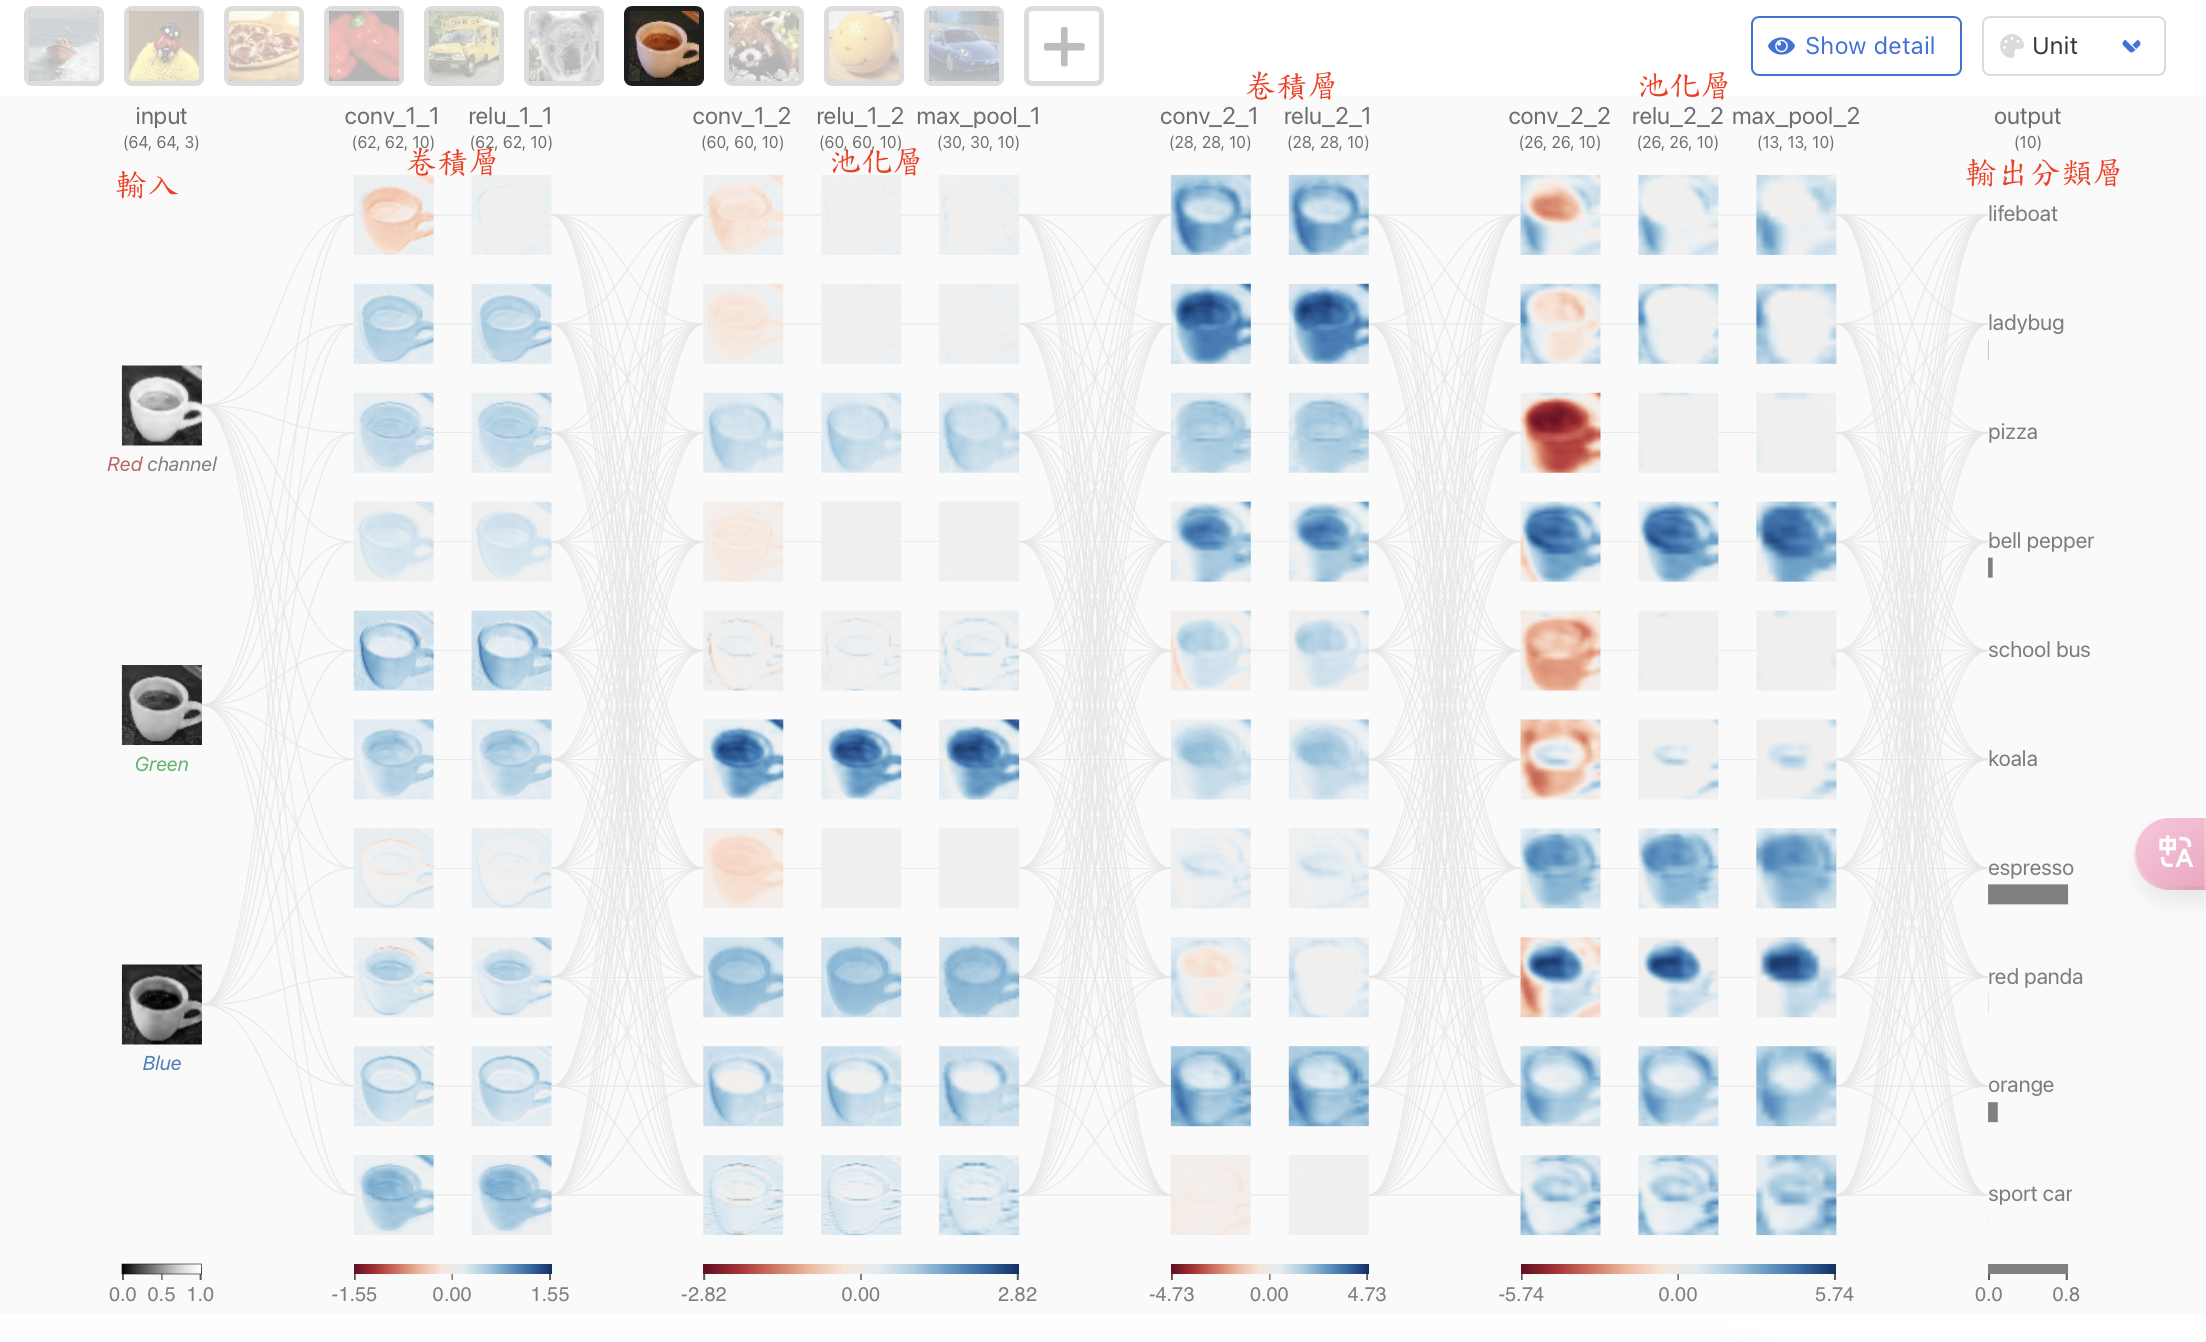 Show detail
Unit
卷積層
池化層
input
conv_1_1
relu_1_1
conv_1_2
relu_1_2
max_pool_1
conv_2_1
relu_2_1
conv_2_2
relu_2_2
max_pool_2
output
(64, 64, 3)
(62, 62, 10)
(62, 62, 10)
(60, 60, 10)
(60, 60, 10)
(30, 30, 10)
(28, 28, 10)
(28, 28, 10)
(26, 26, 10)
(26, 26, 10)
(13, 13, 10)
(10)
輸入
卷積層
池化層
輸出分類層
lifeboat
ladybug
pizza
Red channel
bell pepper
school bus
Green
koala
espresso
中A
red panda
Blue
orange
sport car
0.0 0.5 1.0
-1.55 0.00 1.55
-2.82 0.00 2.82
-4.73 0.00 4.73
-5.74 0.00 5.74
0.0 0.8